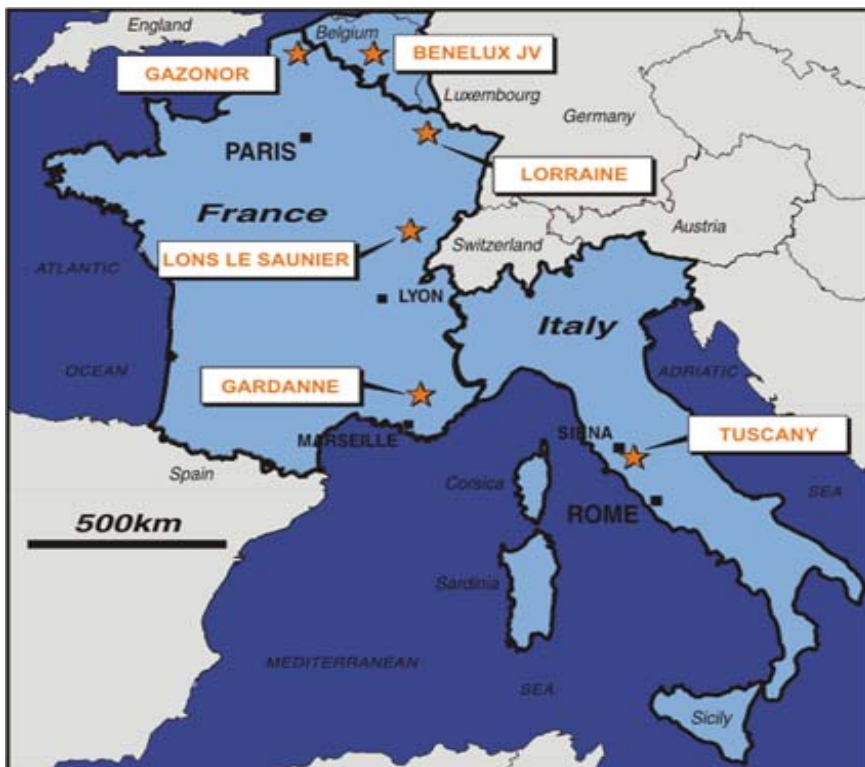 England
Belgium
BENELUX JV
GAZONOR
Luxembourg
Germany
PARIS
LORRAINE
France
Austria
Switzerland
LONS LE SAUNIER
ATLANTIC
LYON
Italy
OCEAN
ADRIATIC
GARDANNE
MARSEILLE
SIENA
TUSCANY
Spain
Corsica
SEA
ROME
500km
Sardinia
MEDITERRANEAN
SEA
Sicily